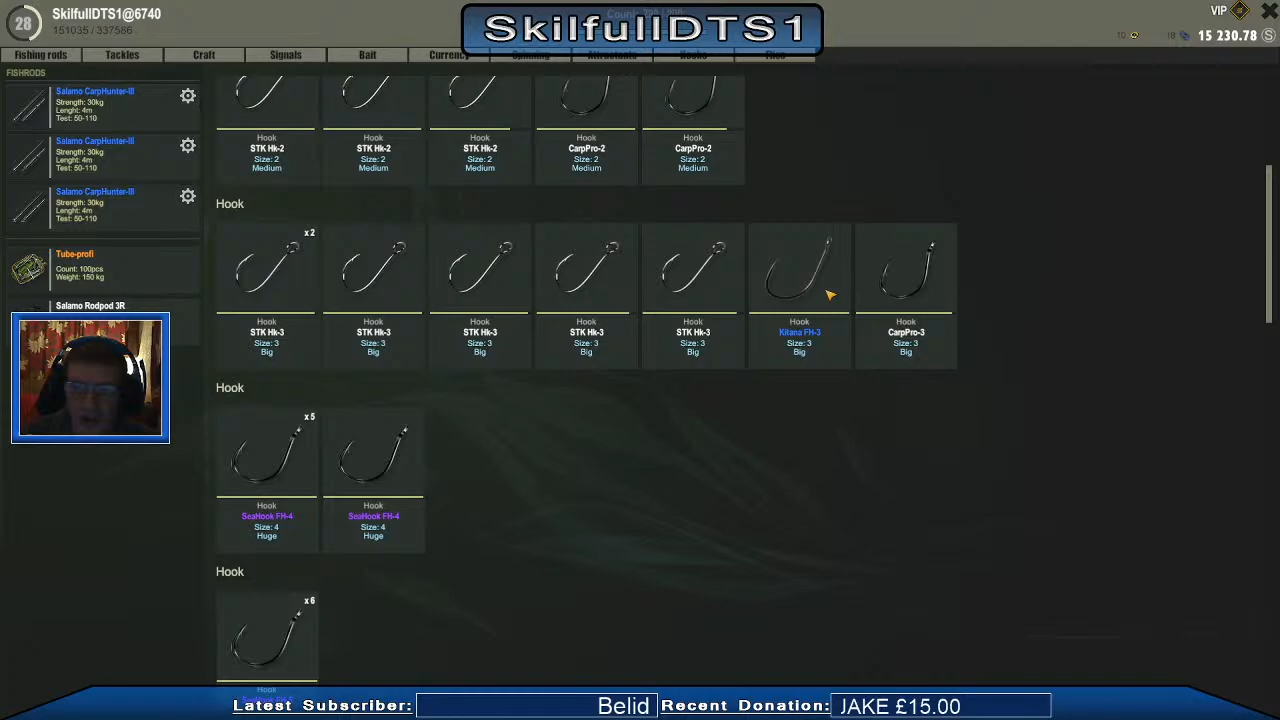 28
SkilfullDTS1@6740
151035 / 337586
SkilfullDTS1
VIP
10
18
15 230.78
Fishing rods
Tackles
Craft
Signals
Bait
Currency
FISHRODS
Salamo CarpHunter-III
Strength: 30kg
Lenght: 4m
Test: 50-110
Salamo CarpHunter-III
Strength: 30kg
Lenght: 4m
Test: 50-110
Salamo CarpHunter-III
Strength: 30kg
Lenght: 4m
Test: 50-110
Tube-profi
Count: 100pcs
Weight: 150 kg
Salamo Rodpod 3R
Hook
STK Hk-2
Size: 2
Medium
Hook
STK Hk-2
Size: 2
Medium
Hook
STK Hk-2
Size: 2
Medium
Hook
CarpPro-2
Size: 2
Medium
Hook
CarpPro-2
Size: 2
Medium
Hook
x 2
Hook
STK Hk-3
Size: 3
Big
Hook
STK Hk-3
Size: 3
Big
Hook
STK Hk-3
Size: 3
Big
Hook
STK Hk-3
Size: 3
Big
Hook
STK Hk-3
Size: 3
Big
Hook
Kitana FH-3
Size: 3
Big
Hook
CarpPro-3
Size: 3
Big
Hook
x 5
Hook
SeaHook FH-4
Size: 4
Huge
Hook
SeaHook FH-4
Size: 4
Huge
Hook
x 6
Hook
Latest Subscriber: Belid Recent Donation: JAKE £15.00